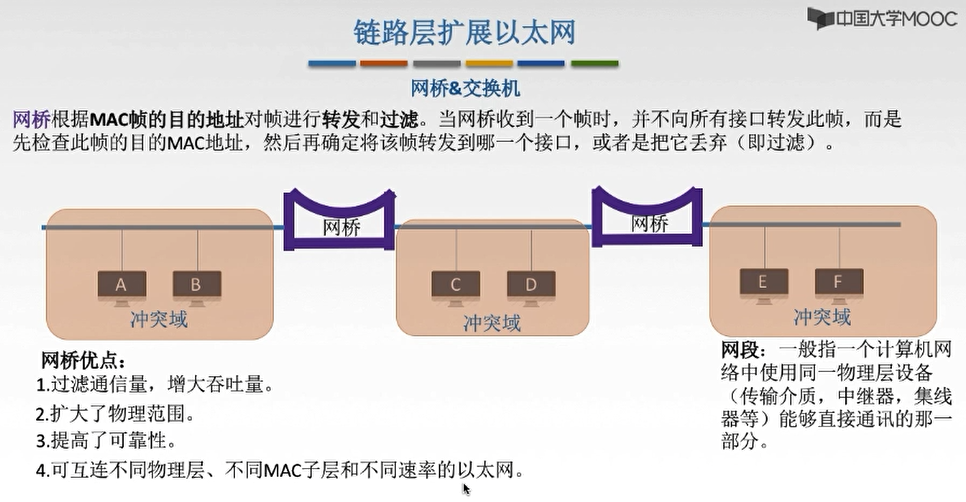 中国大学MOOC
链路层扩展以太网
网桥&交换机
网桥根据MAC帧的目的地址对帧进行转发和过滤。当网桥收到一个帧时，并不向所有接口转发此帧，而是
先检查此帧的目的MAC地址，然后再确定将该帧转发到哪一个接口，或者是把它丢弃（即过滤）。
网桥
网桥
A
B
C
D
E
F
冲突域
冲突域
冲突域
网桥优点：
1.过滤通信量，增大吞吐量。
2.扩大了物理范围。
3.提高了可靠性。
4.可互连不同物理层、不同MAC子层和不同速率的以太网。
网段：一般指一个计算机网
络中使用同一物理层设备
（传输介质，中继器，集线
器等）能够直接通讯的那一
部分。